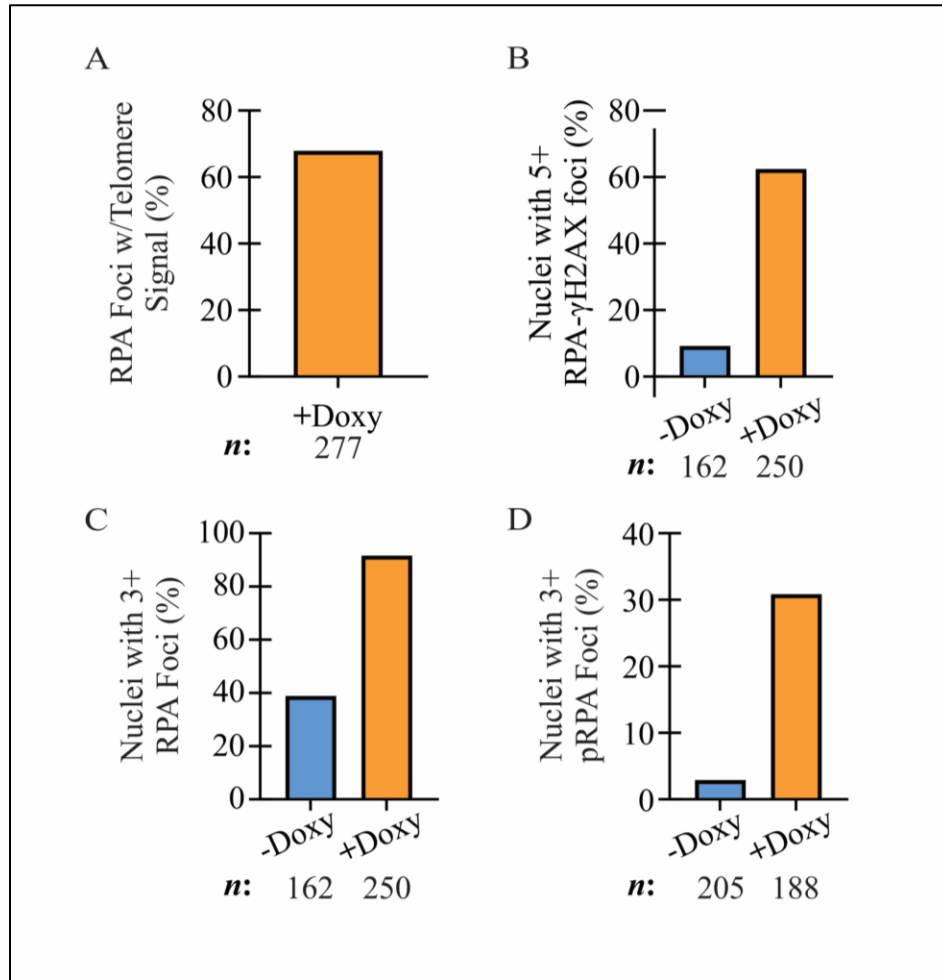 A
RPA Foci w/Telomere
Signal (%)
80
60
40
20
0
+Doxy
n: 277
B
Nuclei with 5+
RPA-γH2AX foci (%)
80
60
40
20
0
-Doxy +Doxy
n: 162 250
C
Nuclei with 3+
RPA Foci (%)
100
80
60
40
20
0
-Doxy +Doxy
n: 162 250
D
Nuclei with 3+
pRPA Foci (%)
40
30
20
10
0
-Doxy +Doxy
n: 205 188